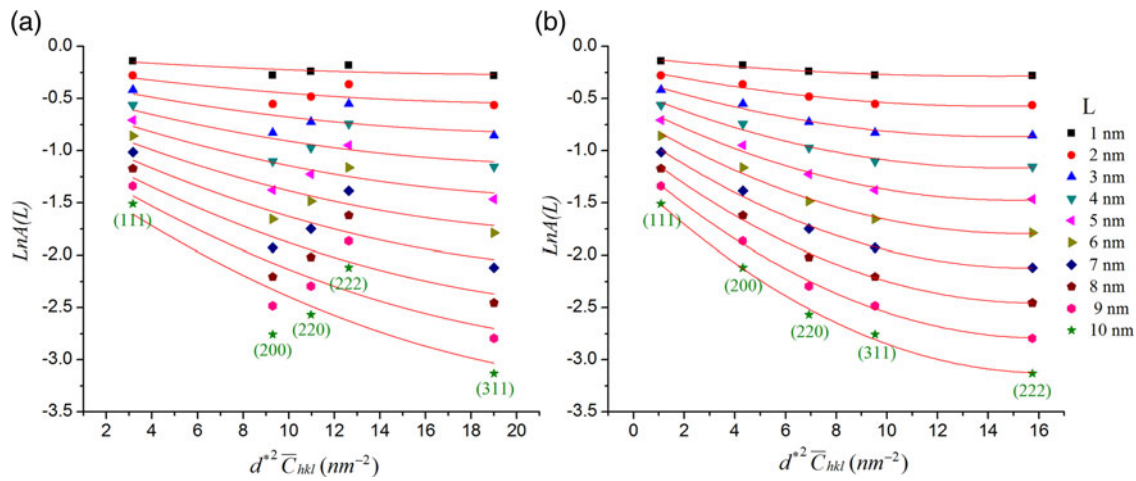 (a)
0.0
-0.5
-1.0
-1.5
-2.0
-2.5
-3.0
-3.5
LnA(L)
(111)
(200)
(220)
(222)
(311)
2 4 6 8 10 12 14 16 18 20
d*2 C̅hkl (nm−2)
(b)
0.0
-0.5
-1.0
-1.5
-2.0
-2.5
-3.0
-3.5
LnA(L)
(111)
(200)
(220)
(311)
(222)
0 2 4 6 8 10 12 14 16
d*2 C̅hkl (nm−2)
L
1 nm
2 nm
3 nm
4 nm
5 nm
6 nm
7 nm
8 nm
9 nm
10 nm